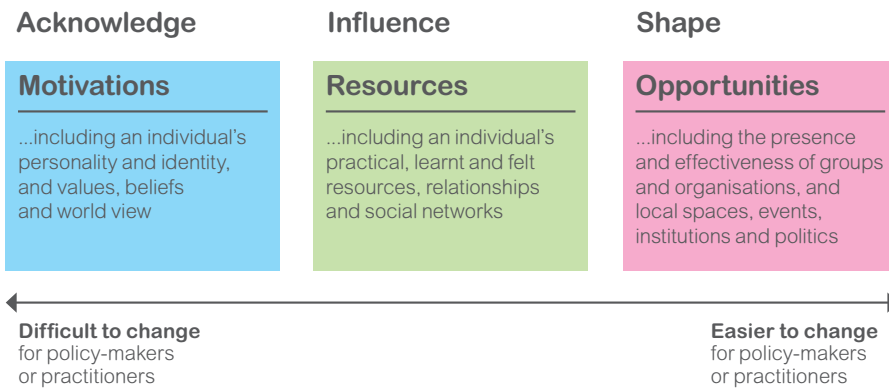 Acknowledge
Influence
Shape
Motivations
...including an individual's
personality and identity,
and values, beliefs
and world view
Resources
...including an individual's
practical, learnt and felt
resources, relationships
and social networks
Opportunities
...including the presence
and effectiveness of groups
and organisations, and
local spaces, events,
institutions and politics
Difficult to change
for policy-makers
or practitioners
Easier to change
for policy-makers
or practitioners